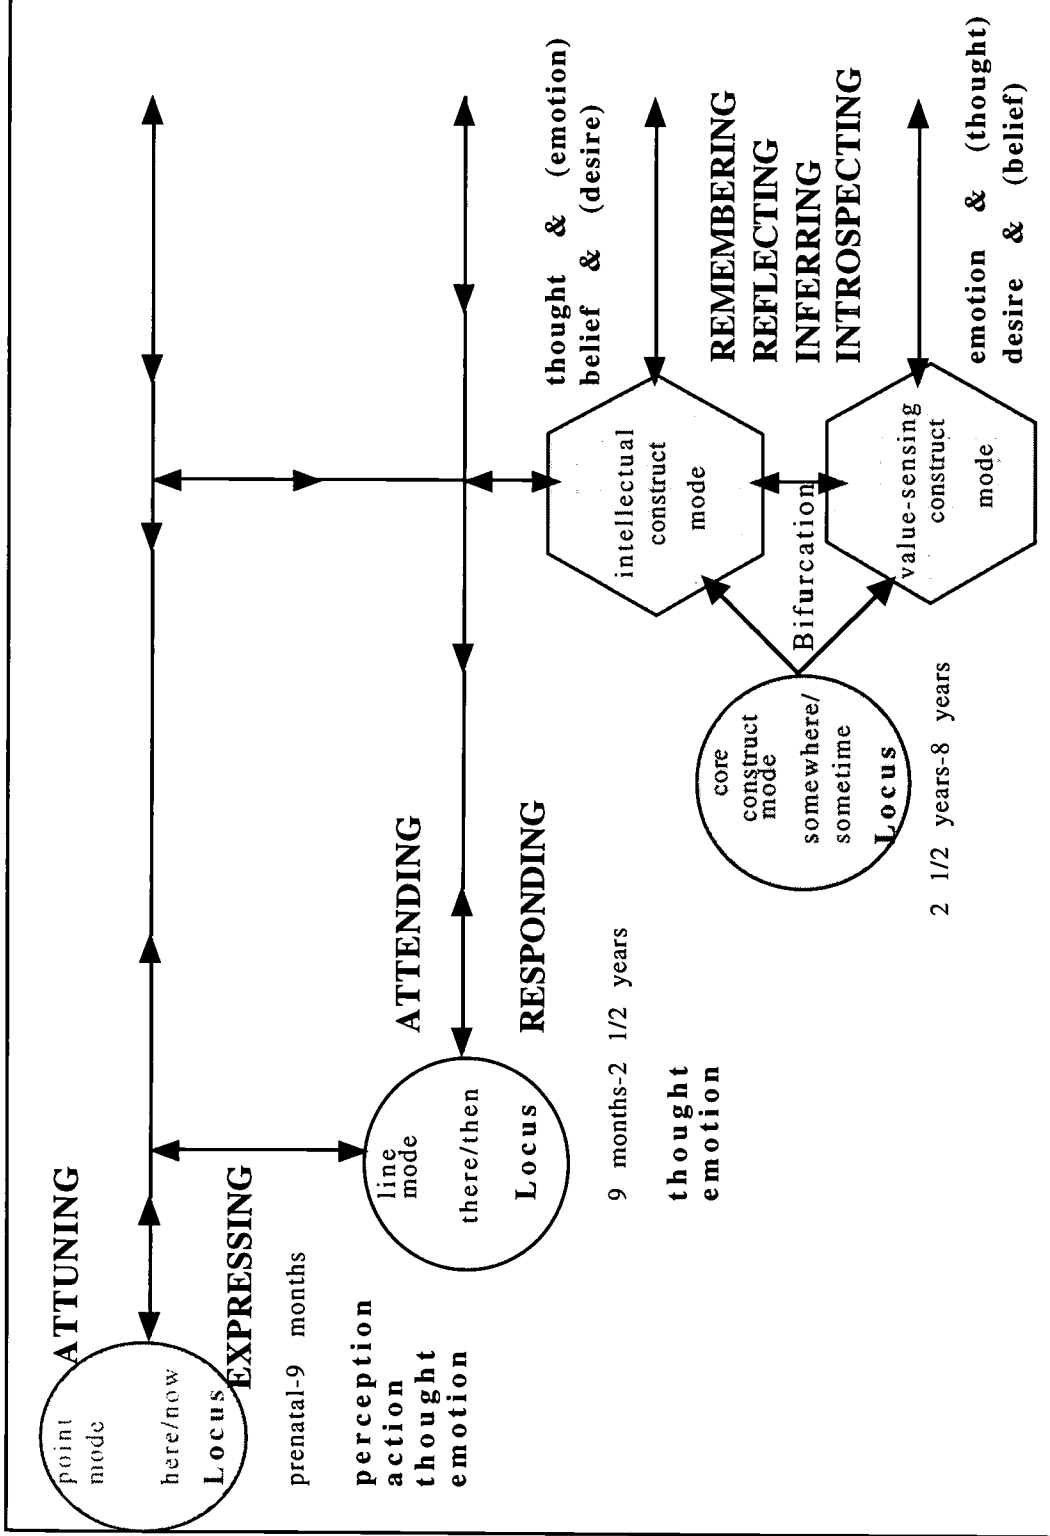 ATTUNING
point
mode
here/now
Locus
EXPRESSING
prenatal-9 months
perception
action
thought
emotion
ATTENDING
line
mode
there/then
Locus
RESPONDING
9 months-2 1/2 years
thought
emotion
core
construct
mode
somewhere/
sometime
Locus
2 1/2 years-8 years
Bifurcation
thought & (emotion)
belief & (desire)
intellectual
construct
mode
REMEMBERING
REFLECTING
INFERRING
INTROSPECTING
value-sensing
construct
mode
emotion & (thought)
desire & (belief)